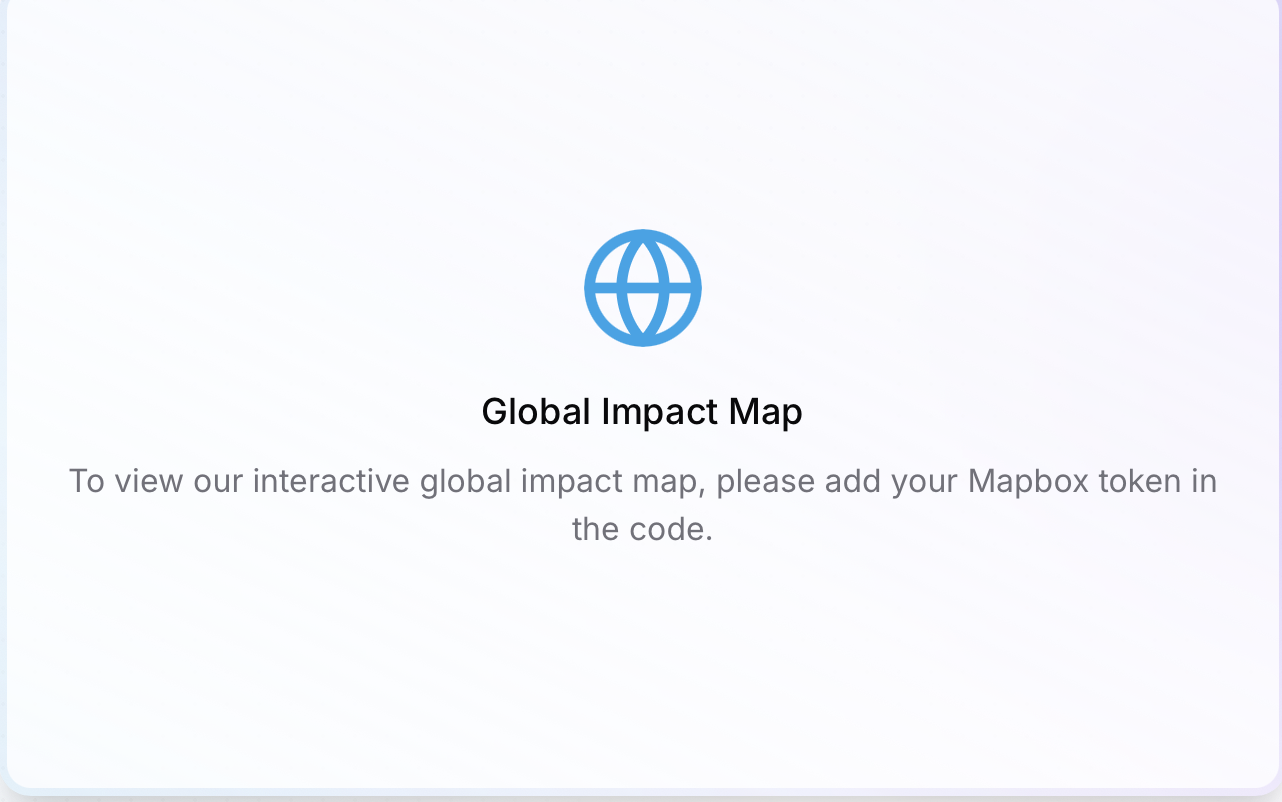 Global Impact Map
To view our interactive global impact map, please add your Mapbox token in
the code.